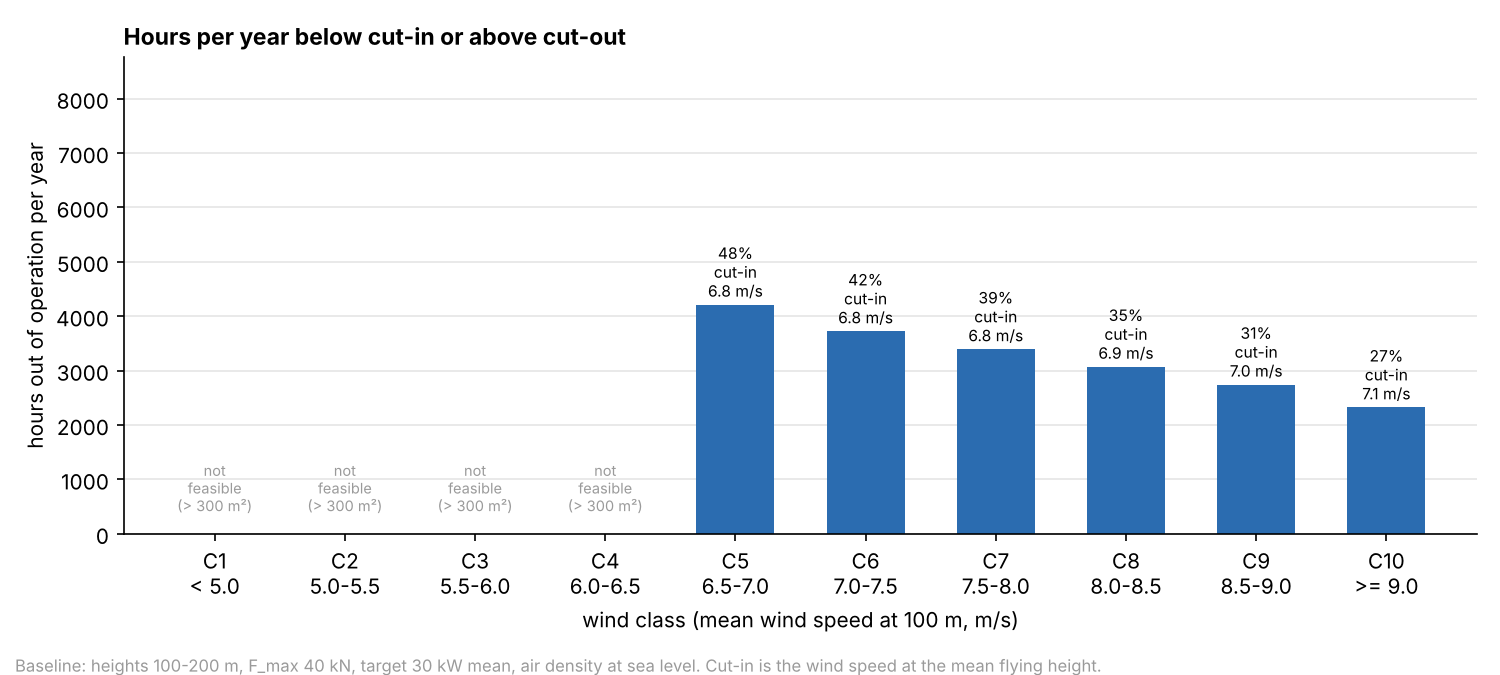 Hours per year below cut-in or above cut-out
hours out of operation per year
8000
7000
6000
5000
4000
3000
2000
1000
0
not
feasible
(> 300 m²)
not
feasible
(> 300 m²)
not
feasible
(> 300 m²)
not
feasible
(> 300 m²)
48%
cut-in
6.8 m/s
42%
cut-in
6.8 m/s
39%
cut-in
6.8 m/s
35%
cut-in
6.9 m/s
31%
cut-in
7.0 m/s
27%
cut-in
7.1 m/s
C1
< 5.0
C2
5.0-5.5
C3
5.5-6.0
C4
6.0-6.5
C5
6.5-7.0
C6
7.0-7.5
C7
7.5-8.0
C8
8.0-8.5
C9
8.5-9.0
C10
>= 9.0
wind class (mean wind speed at 100 m, m/s)
Baseline: heights 100-200 m, F_max 40 kN, target 30 kW mean, air density at sea level. Cut-in is the wind speed at the mean flying height.